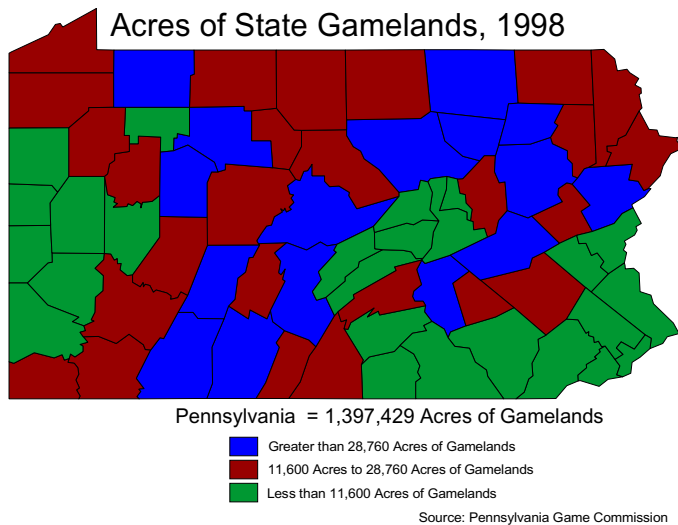 Acres of State Gamelands, 1998
Pennsylvania = 1,397,429 Acres of Gamelands
Greater than 28,760 Acres of Gamelands
11,600 Acres to 28,760 Acres of Gamelands
Less than 11,600 Acres of Gamelands
Source: Pennsylvania Game Commission